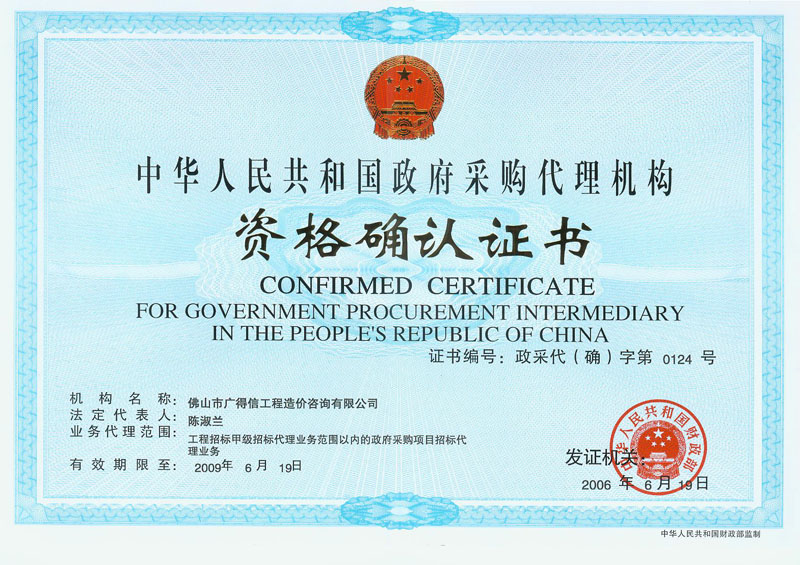 中华人民共和国政府采购代理机构
资格确认证书
CONFIRMED CERTIFICATE
FOR GOVERNMENT PROCUREMENT INTERMEDIARY
IN THE PEOPLE'S REPUBLIC OF CHINA
证书编号：政采代（确）字第 0124 号
机构名称：佛山市广得信工程造价咨询有限公司
法定代表人：陈淑兰
业务代理范围：工程招标甲级招标代理业务范围以内的政府采购项目招标代
理业务
有效期限至：2009年 6月 19日
发证机关：
中华人民共和国财政部
2006 年 6月 19日
中华人民共和国财政部监制